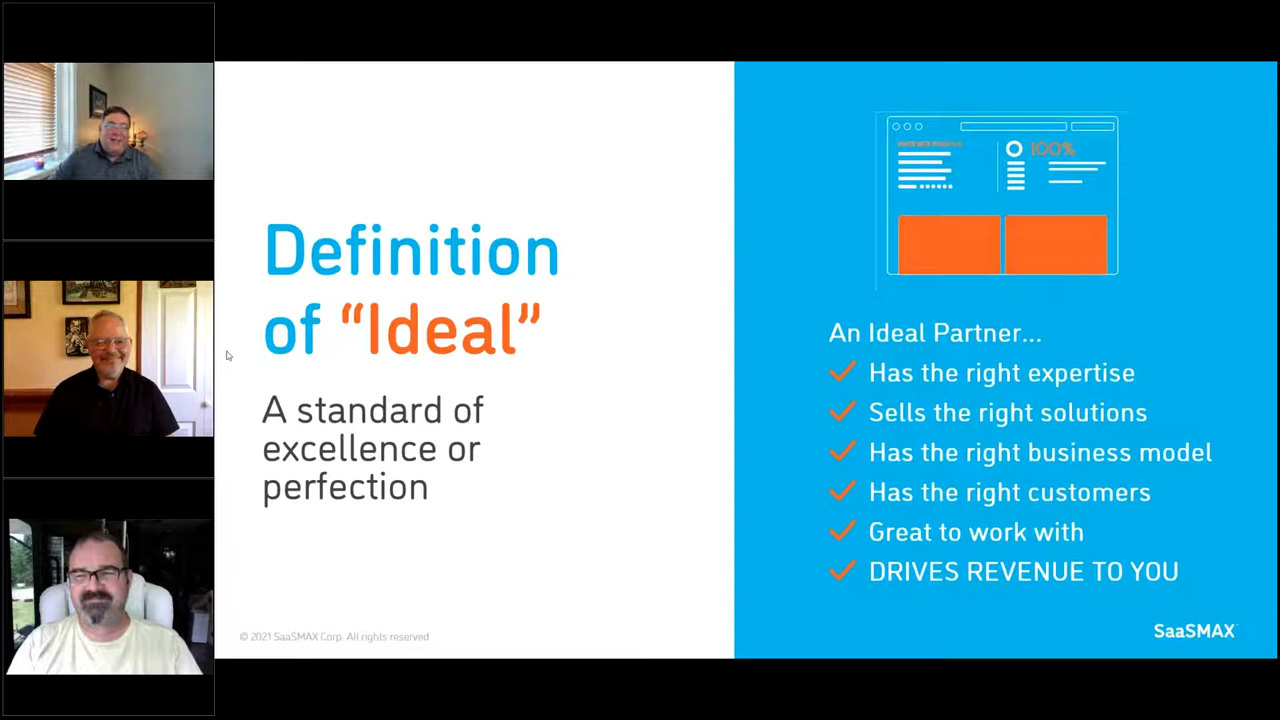 Definition
of “Ideal”
A standard of
excellence or
perfection
© 2021 SaaSMAX Corp. All rights reserved
100%
An Ideal Partner...
Has the right expertise
Sells the right solutions
Has the right business model
Has the right customers
Great to work with
DRIVES REVENUE TO YOU
SaaSMAX